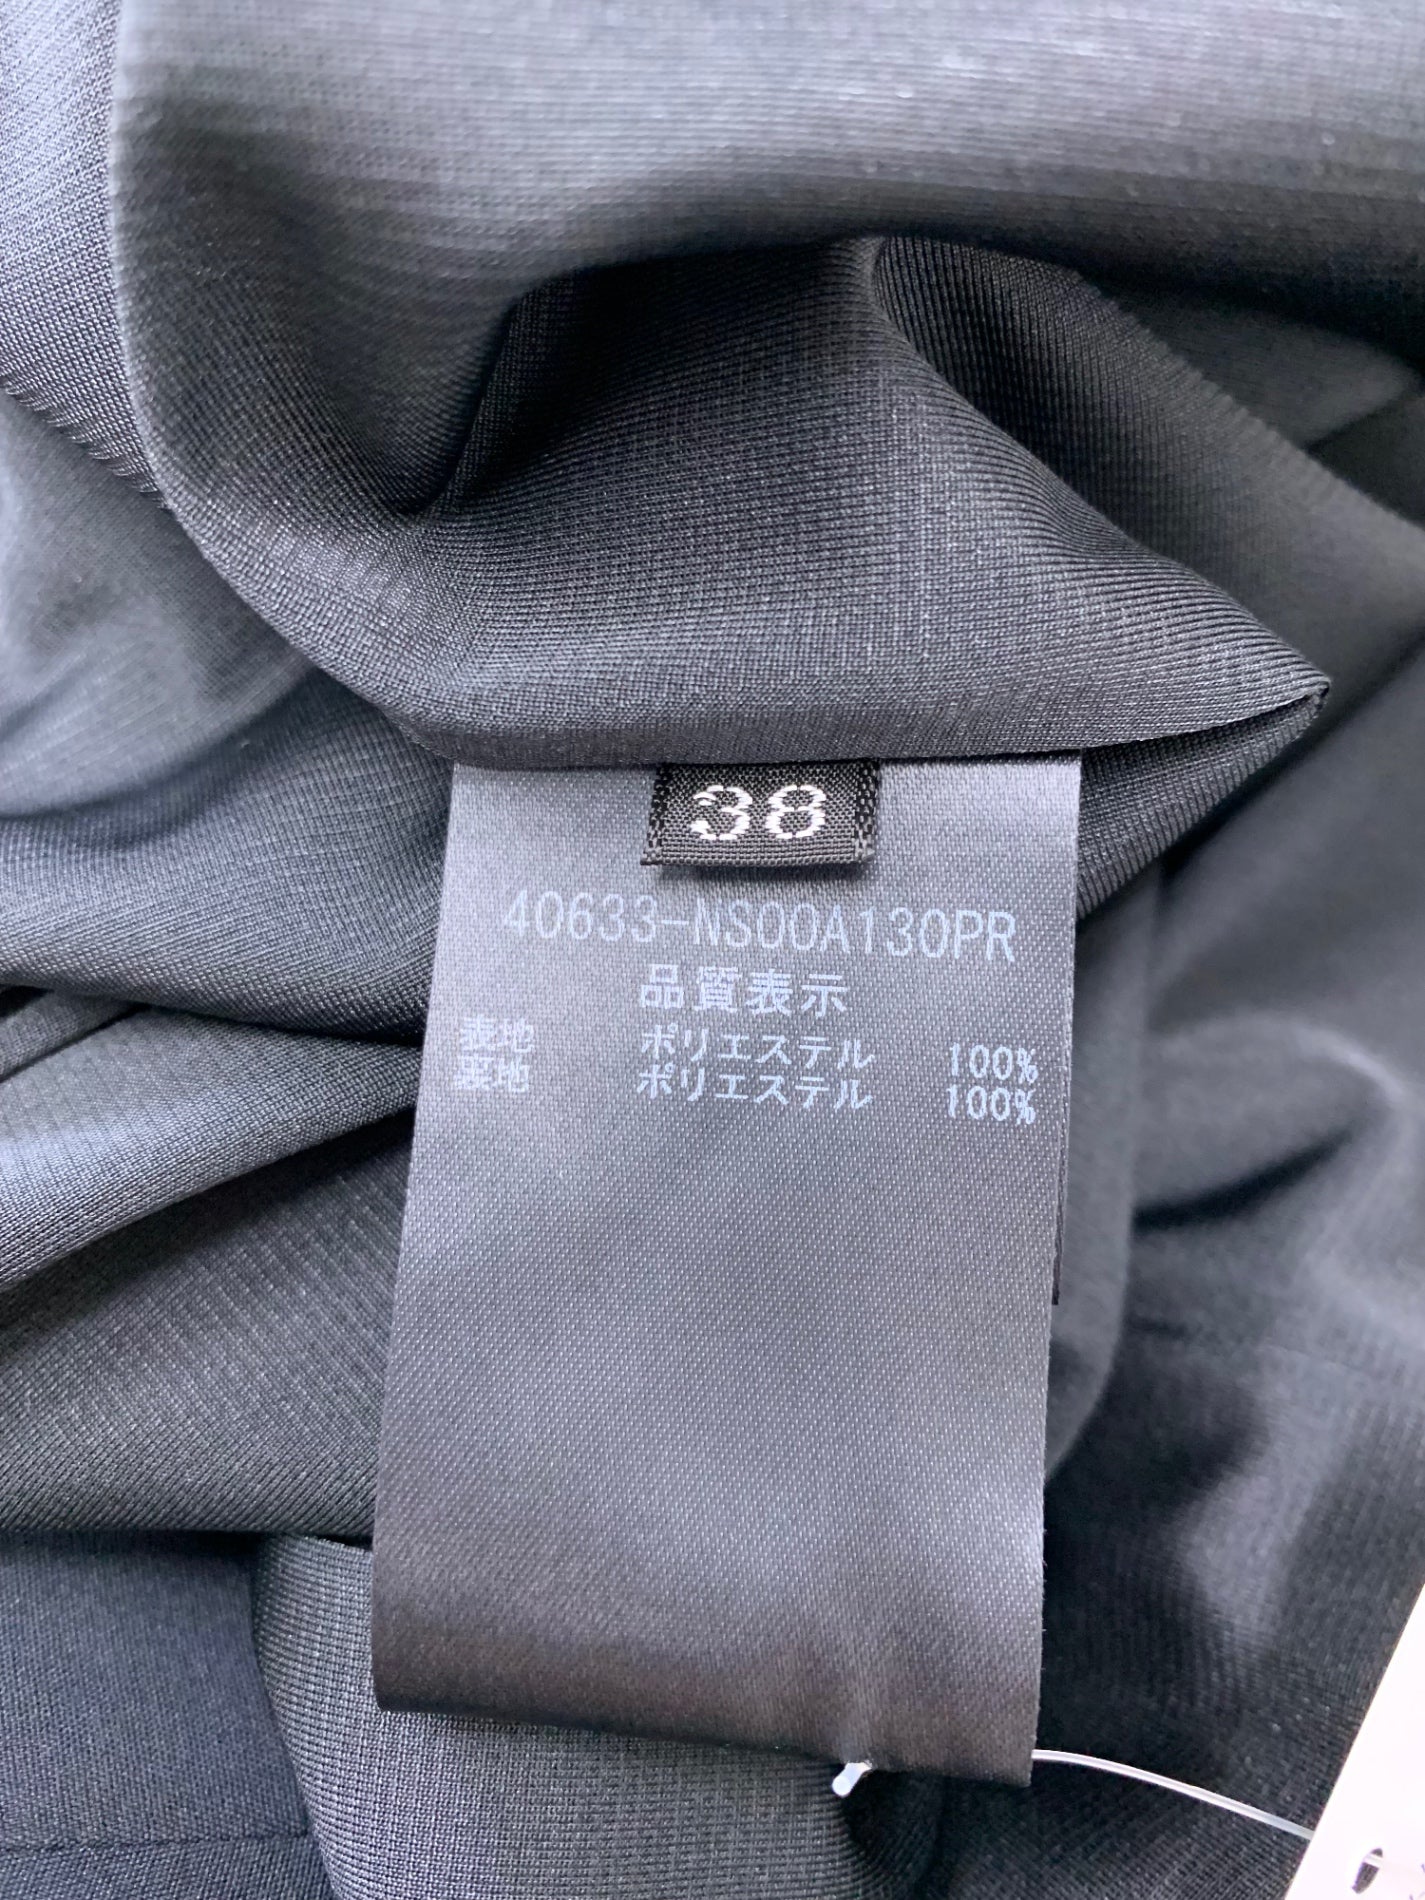 38
40633-NS00A130PR
品質表示
表地 ポリエステル 100%
裏地 ポリエステル 100%